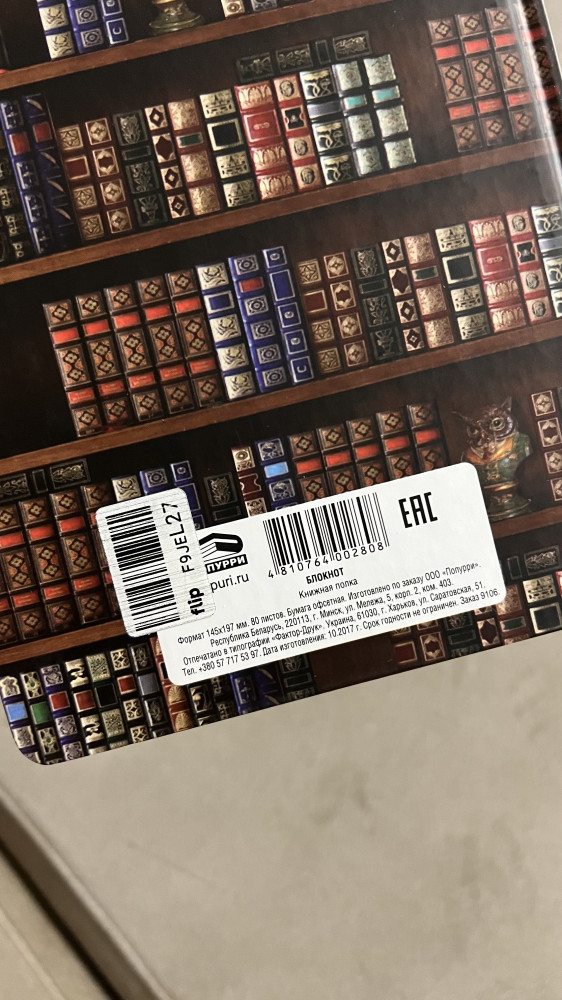 flip
F9JEL27
ПУРРИ
puri.ru
4 810764 002808
EAC
БЛОКНОТ
Книжная полка
Формат 145х197 мм. 80 листов. Бумага офсетная. Изготовлено по заказу ООО «Попурри».
Республика Беларусь, 220113, г. Минск, ул. Мележа, 5, корп. 2, ком. 403.
Отпечатано в типографии «Фактор-Друк». Украина, 61030, г. Харьков, ул. Саратовская, 51.
Тел. +380 57 717 53 97. Дата изготовления: 10.2017 г. Срок годности не ограничен. Заказ 9106.